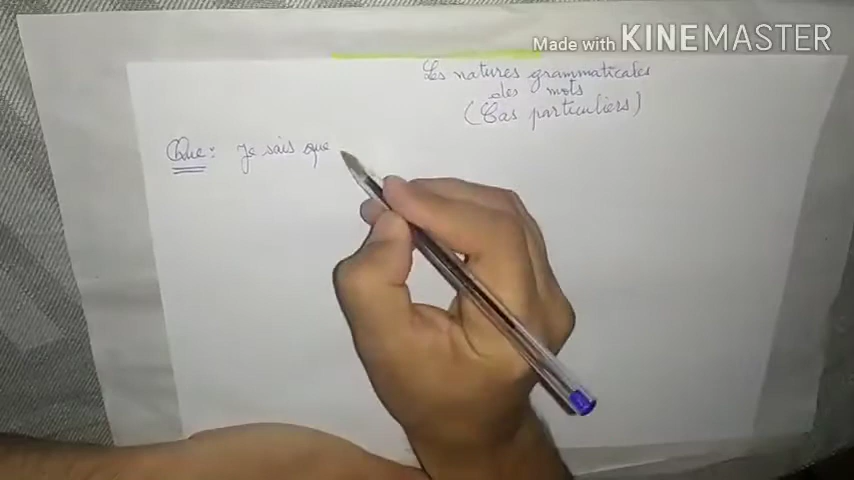 Made with KINEMASTER
Les natures grammaticales
des mots
(Cas particuliers)
Que: Je sais que